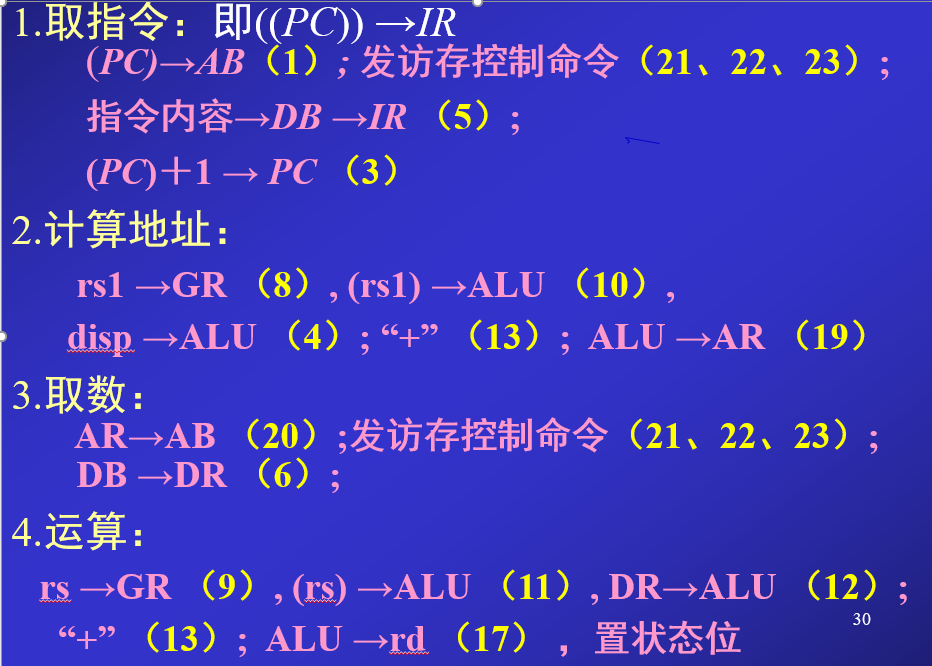 1.取指令：即((PC)) →IR
(PC)→AB（1）; 发访存控制命令（21、22、23）;
指令内容→DB →IR （5）;
(PC)＋1 → PC （3）
2.计算地址：
rs1 →GR （8）, (rs1) →ALU （10）,
disp →ALU （4）; “+” （13）; ALU →AR （19）
3.取数：
AR→AB （20）;发访存控制命令（21、22、23）;
DB →DR （6）;
4.运算：
rs →GR （9）, (rs) →ALU （11）, DR→ALU （12）;
“+” （13）; ALU →rd （17） ，置状态位
30